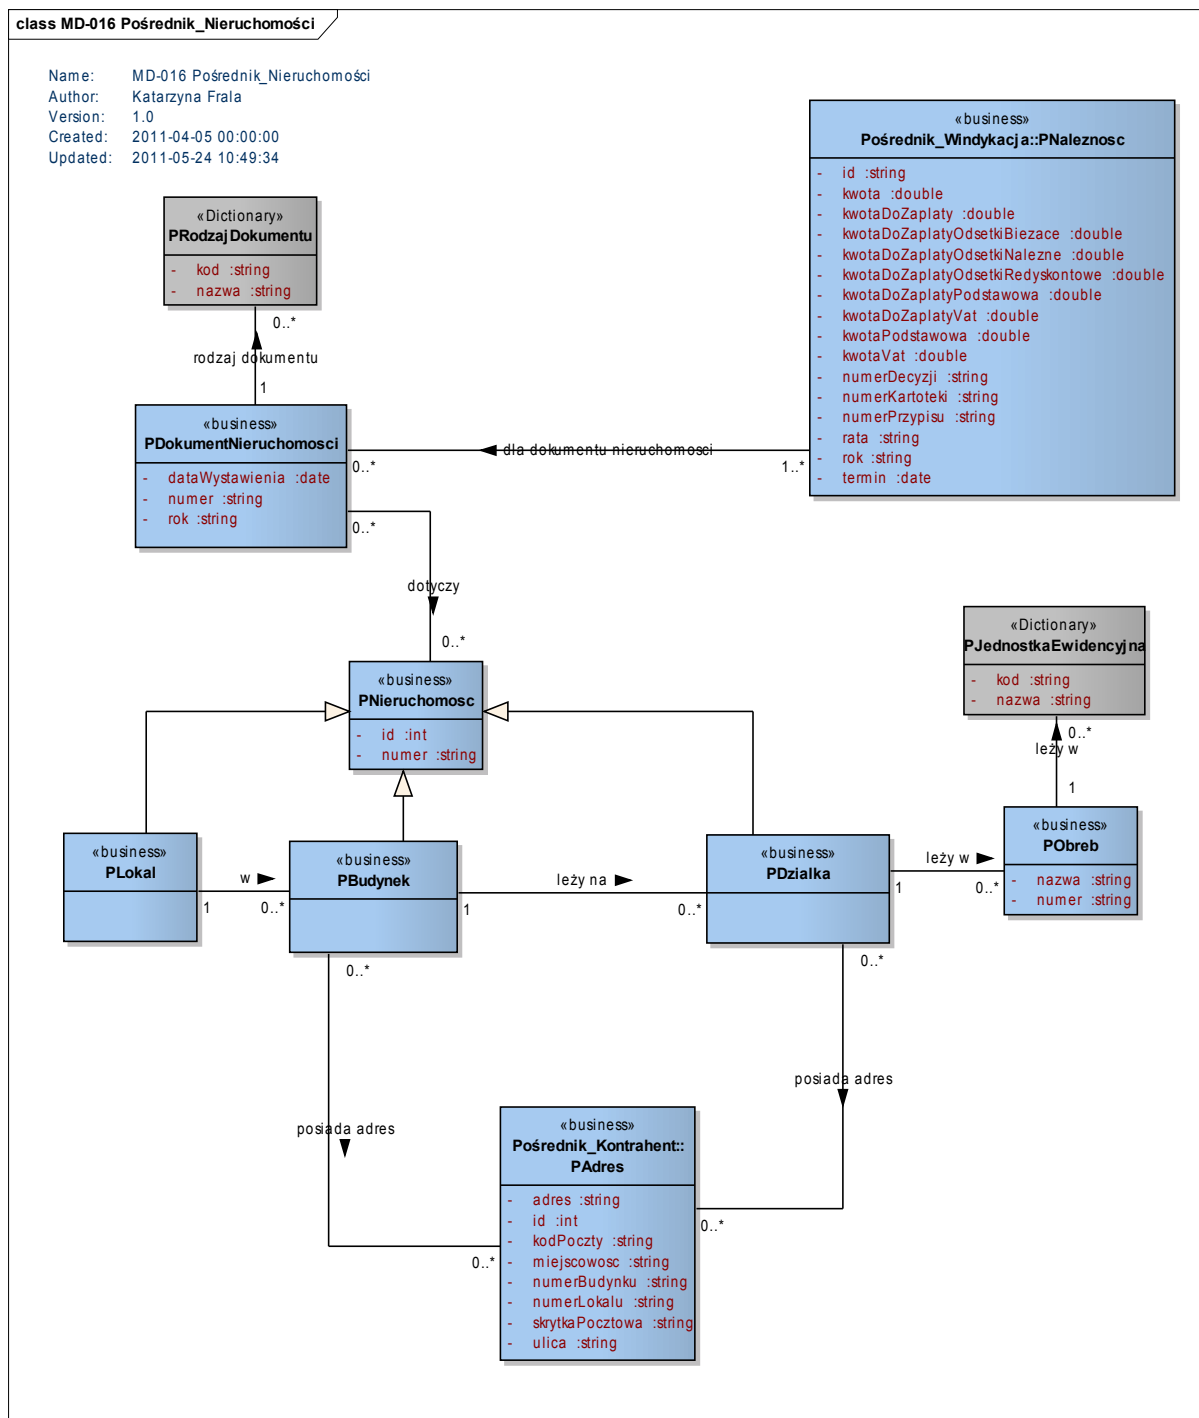 class MD-016 Pośrednik_Nieruchomości
Name: MD-016 Pośrednik_Nieruchomości
Author: Katarzyna Frala
Version: 1.0
Created: 2011-04-05 00:00:00
Updated: 2011-05-24 10:49:34
«business»
Pośrednik_Windykacja::PNaleznosc
- id :string
- kwota :double
- kwotaDoZaplaty :double
- kwotaDoZaplatyOdsetkiBiezace :double
- kwotaDoZaplatyOdsetkiNalezne :double
- kwotaDoZaplatyOdsetkiRedyskontowe :double
- kwotaDoZaplatyPodstawowa :double
- kwotaDoZaplatyVat :double
- kwotaPodstawowa :double
- kwotaVat :double
- numerDecyzji :string
- numerKartoteki :string
- numerPrzypisu :string
- rata :string
- rok :string
- termin :date
«Dictionary»
PRodzajDokumentu
- kod :string
- nazwa :string
0..*
rodzaj dokumentu
1
«business»
PDokumentNieruchomosci
- dataWystawienia :date
- numer :string
- rok :string
0..*
dla dokumentu nieruchomosci
1..*
0..*
dotyczy
0..*
«business»
PNieruchomosc
- id :int
- numer :string
«Dictionary»
PJednostkaEwidencyjna
- kod :string
- nazwa :string
0..*
leży w
1
«business»
PLokal
1
w
0..*
«business»
PBudynek
1
leży na
0..*
«business»
PDzialka
1
leży w
0..*
«business»
PObreb
- nazwa :string
- numer :string
0..*
posiada adres
0..*
0..*
posiada adres
0..*
«business»
Pośrednik_Kontrahent::
PAdres
- adres :string
- id :int
- kodPoczty :string
- miejscowosc :string
- numerBudynku :string
- numerLokalu :string
- skrytkaPocztowa :string
- ulica :string